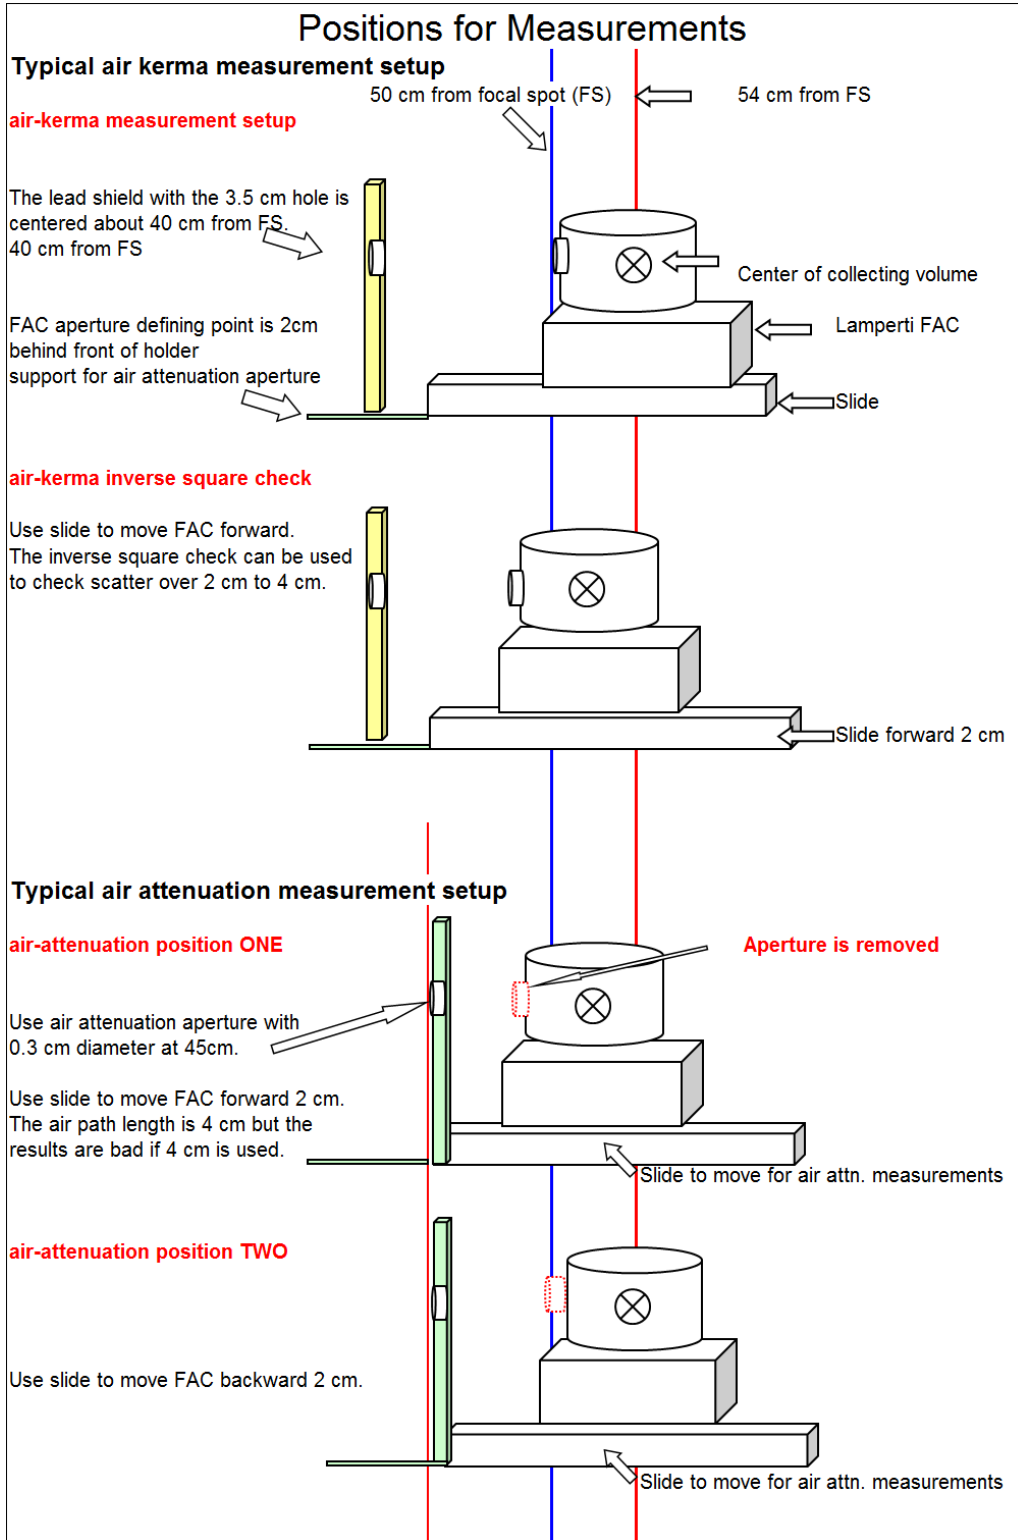 Positions for Measurements
Typical air kerma measurement setup
50 cm from focal spot (FS)
54 cm from FS
air-kerma measurement setup
The lead shield with the 3.5 cm hole is
centered about 40 cm from FS.
40 cm from FS
Center of collecting volume
FAC aperture defining point is 2cm
behind front of holder
support for air attenuation aperture
Lamperti FAC
Slide
air-kerma inverse square check
Use slide to move FAC forward.
The inverse square check can be used
to check scatter over 2 cm to 4 cm.
Slide forward 2 cm
Typical air attenuation measurement setup
air-attenuation position ONE
Aperture is removed
Use air attenuation aperture with
0.3 cm diameter at 45cm.
Use slide to move FAC forward 2 cm.
The air path length is 4 cm but the
results are bad if 4 cm is used.
Slide to move for air attn. measurements
air-attenuation position TWO
Use slide to move FAC backward 2 cm.
Slide to move for air attn. measurements